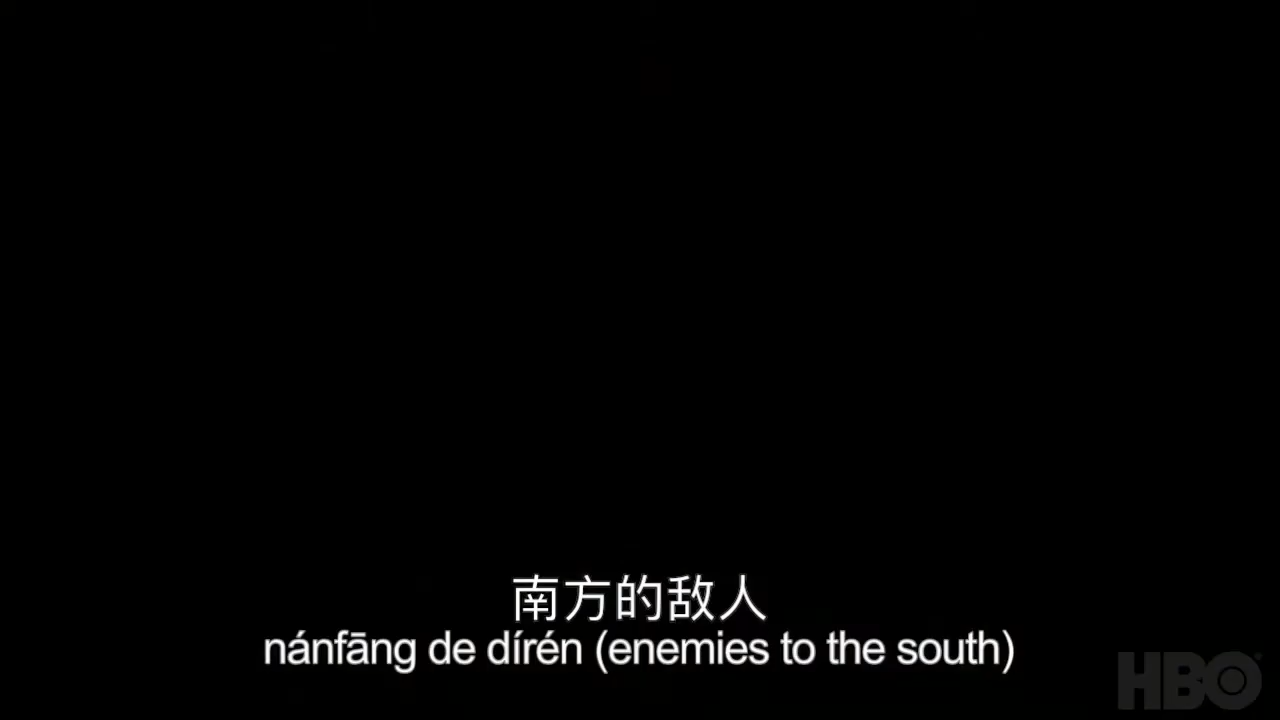 南方的敌人
nánfāng de dírén (enemies to the south)
HBO